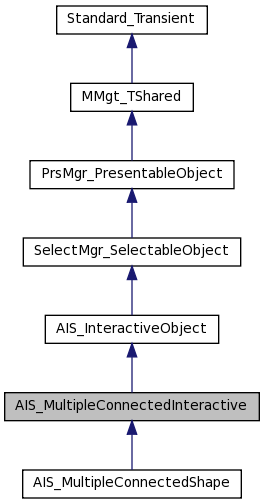 Standard_Transient
MMgt_TShared
PrsMgr_PresentableObject
SelectMgr_SelectableObject
AIS_InteractiveObject
AIS_MultipleConnectedInteractive
AIS_MultipleConnectedShape